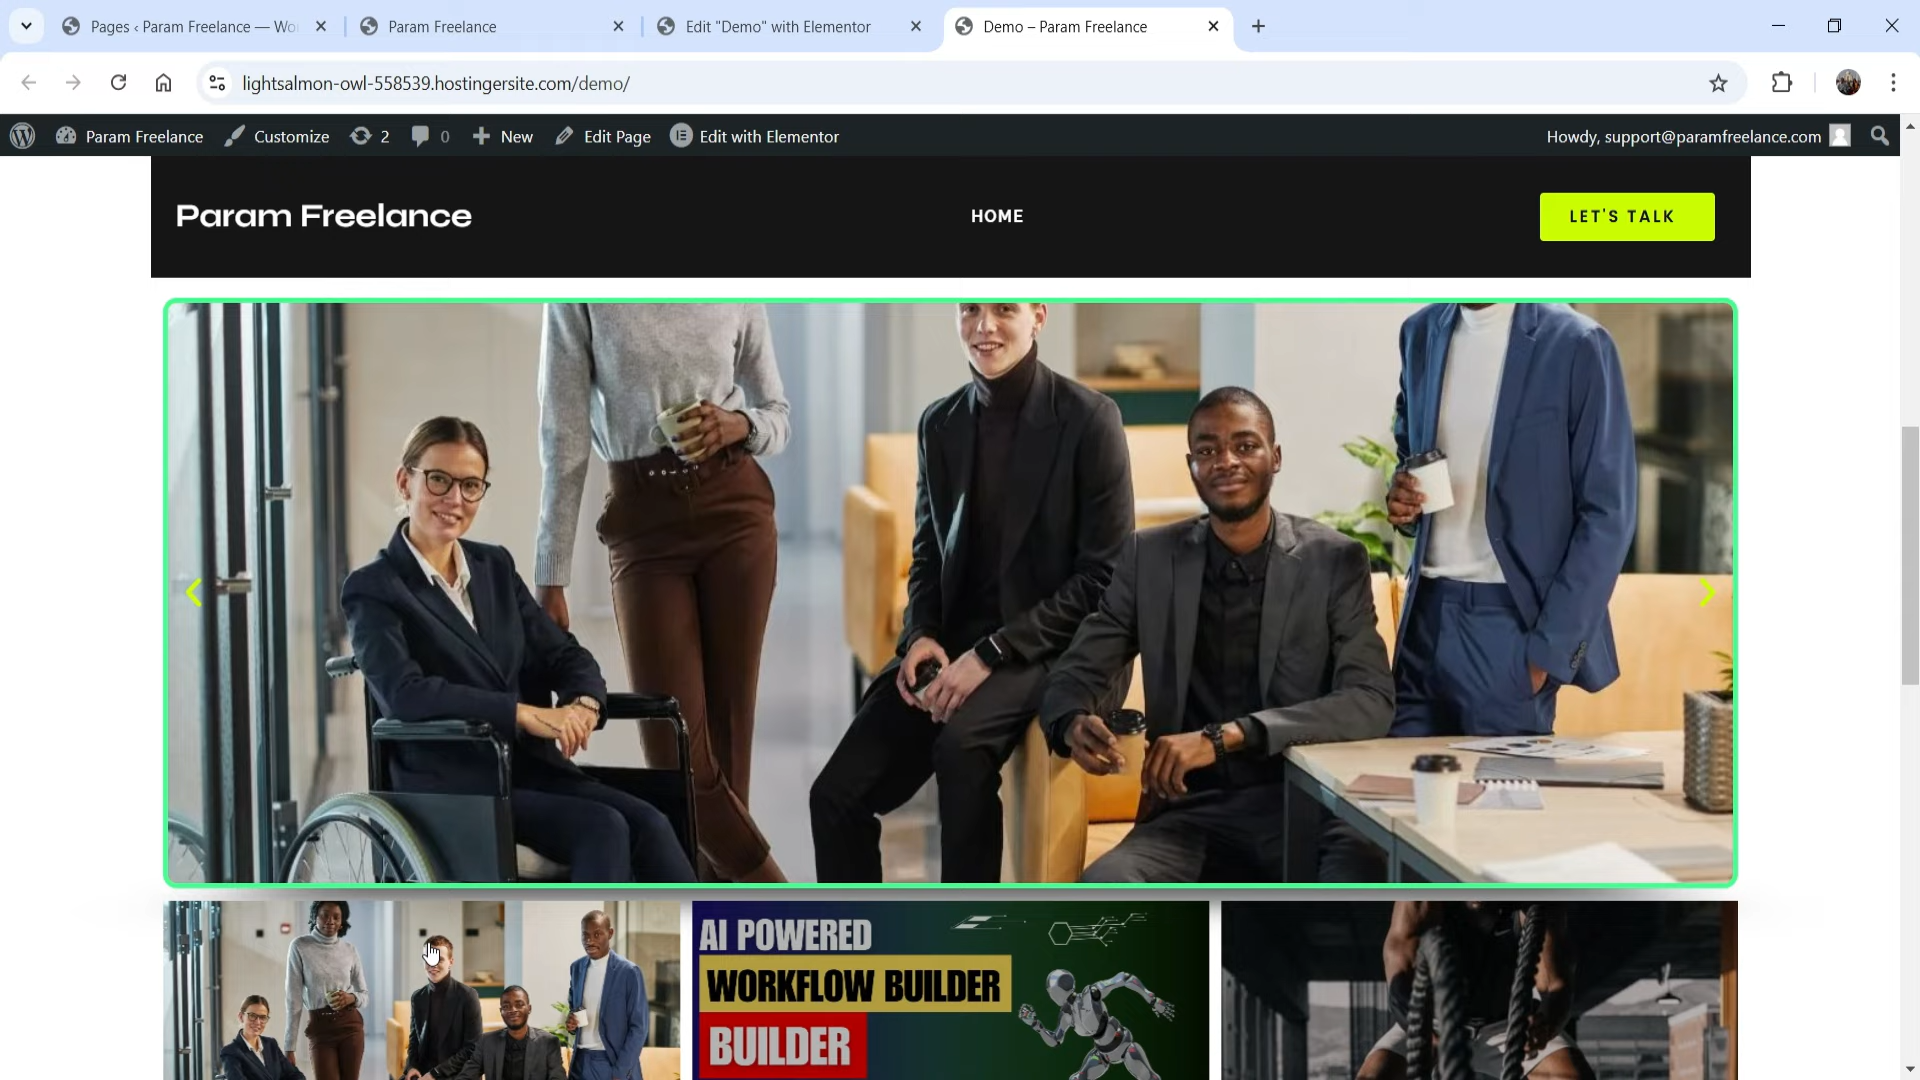 Pages ‹ Param Freelance — Wo
Param Freelance
Edit "Demo" with Elementor
Demo – Param Freelance
lightsalmon-owl-558539.hostingersite.com/demo/
Param Freelance
Customize
2
0
New
Edit Page
Edit with Elementor
Howdy, support@paramfreelance.com
Param Freelance
HOME
LET'S TALK
AI POWERED
WORKFLOW BUILDER
BUILDER